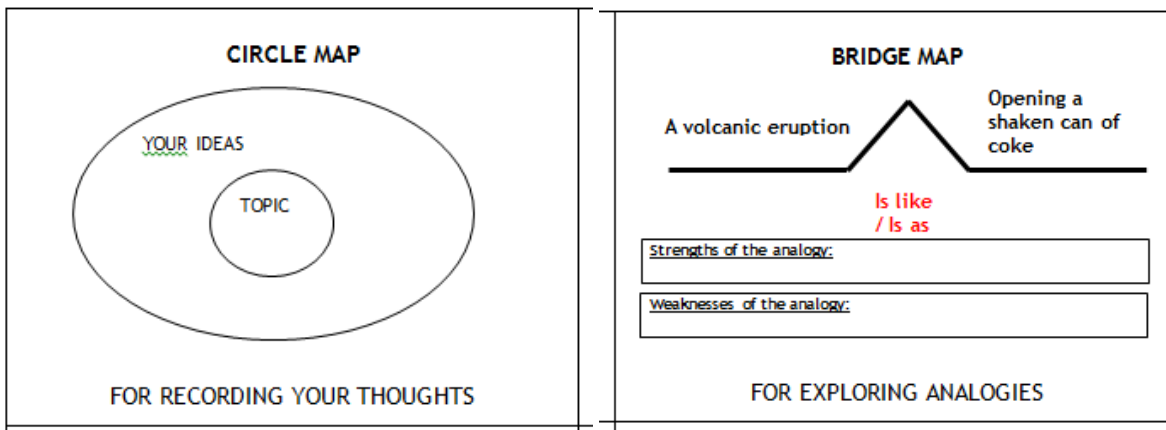 CIRCLE MAP
YOUR IDEAS
TOPIC
FOR RECORDING YOUR THOUGHTS
BRIDGE MAP
A volcanic eruption
Opening a
shaken can of
coke
Is like
/ Is as
Strengths of the analogy:
Weaknesses of the analogy:
FOR EXPLORING ANALOGIES